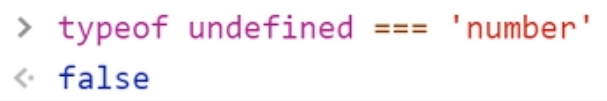 > typeof undefined === 'number'
<· false